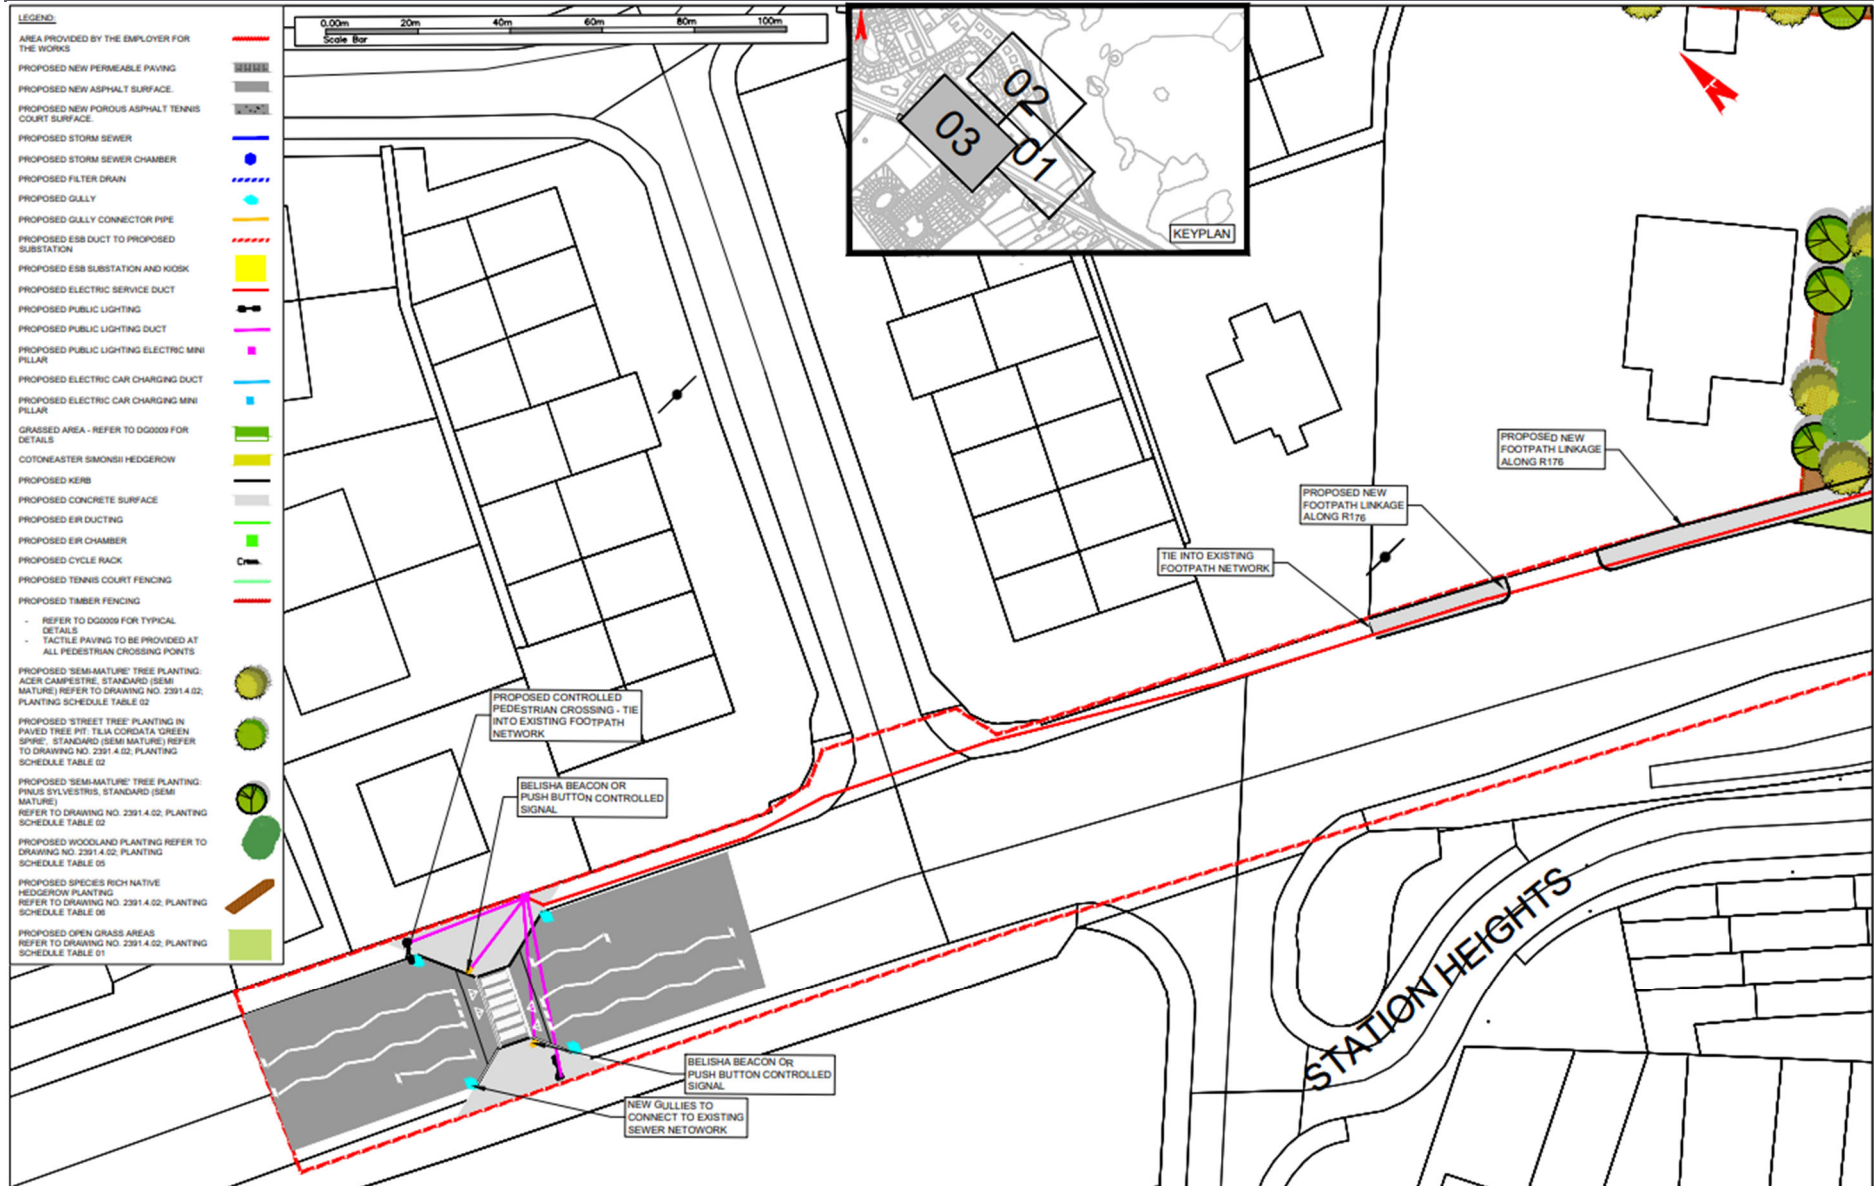 LEGEND:
AREA PROVIDED BY THE EMPLOYER FOR
THE WORKS
PROPOSED NEW PERMEABLE PAVING
PROPOSED NEW ASPHALT SURFACE.
PROPOSED NEW POROUS ASPHALT TENNIS
COURT SURFACE.
PROPOSED STORM SEWER
PROPOSED STORM SEWER CHAMBER
PROPOSED FILTER DRAIN
PROPOSED GULLY
PROPOSED GULLY CONNECTOR PIPE
PROPOSED ESB DUCT TO PROPOSED
SUBSTATION
PROPOSED ESB SUBSTATION AND KIOSK
PROPOSED ELECTRIC SERVICE DUCT
PROPOSED PUBLIC LIGHTING
PROPOSED PUBLIC LIGHTING DUCT
PROPOSED PUBLIC LIGHTING ELECTRIC MINI
PILLAR
PROPOSED ELECTRIC CAR CHARGING DUCT
PROPOSED ELECTRIC CAR CHARGING MINI
PILLAR
GRASSED AREA - REFER TO DG0009 FOR
DETAILS
COTONEASTER SIMONSII HEDGEROW
PROPOSED KERB
PROPOSED CONCRETE SURFACE
PROPOSED EIR DUCTING
PROPOSED EIR CHAMBER
PROPOSED CYCLE RACK
PROPOSED TENNIS COURT FENCING
PROPOSED TIMBER FENCING
- REFER TO DG0009 FOR TYPICAL
DETAILS
- TACTILE PAVING TO BE PROVIDED AT
ALL PEDESTRIAN CROSSING POINTS
PROPOSED 'SEMI-MATURE' TREE PLANTING:
ACER CAMPESTRE, STANDARD (SEMI
MATURE) REFER TO DRAWING NO. 2391.4.02;
PLANTING SCHEDULE TABLE 02
PROPOSED 'STREET TREE' PLANTING IN
PAVED TREE PIT: TILIA CORDATA 'GREEN
SPIRE', STANDARD (SEMI MATURE) REFER
TO DRAWING NO. 2391.4.02; PLANTING
SCHEDULE TABLE 02
PROPOSED 'SEMI-MATURE' TREE PLANTING:
PINUS SYLVESTRIS, STANDARD (SEMI
MATURE)
REFER TO DRAWING NO. 2391.4.02; PLANTING
SCHEDULE TABLE 02
PROPOSED WOODLAND PLANTING REFER TO
DRAWING NO. 2391.4.02; PLANTING
SCHEDULE TABLE 05
PROPOSED SPECIES RICH NATIVE
HEDGEROW PLANTING
REFER TO DRAWING NO. 2391.4.02; PLANTING
SCHEDULE TABLE 06
PROPOSED OPEN GRASS AREAS
REFER TO DRAWING NO. 2391.4.02; PLANTING
SCHEDULE TABLE 01
0.00m 20m 40m 60m 80m 100m
Scale Bar
02
03
01
KEYPLAN
PROPOSED NEW
FOOTPATH LINKAGE
ALONG R176
PROPOSED NEW
FOOTPATH LINKAGE
ALONG R176
TIE INTO EXISTING
FOOTPATH NETWORK
PROPOSED CONTROLLED
PEDESTRIAN CROSSING - TIE
INTO EXISTING FOOTPATH
NETWORK
BELISHA BEACON OR
PUSH BUTTON CONTROLLED
SIGNAL
STATION HEIGHTS
BELISHA BEACON OR
PUSH BUTTON CONTROLLED
SIGNAL
NEW GULLIES TO
CONNECT TO EXISTING
SEWER NETOWORK